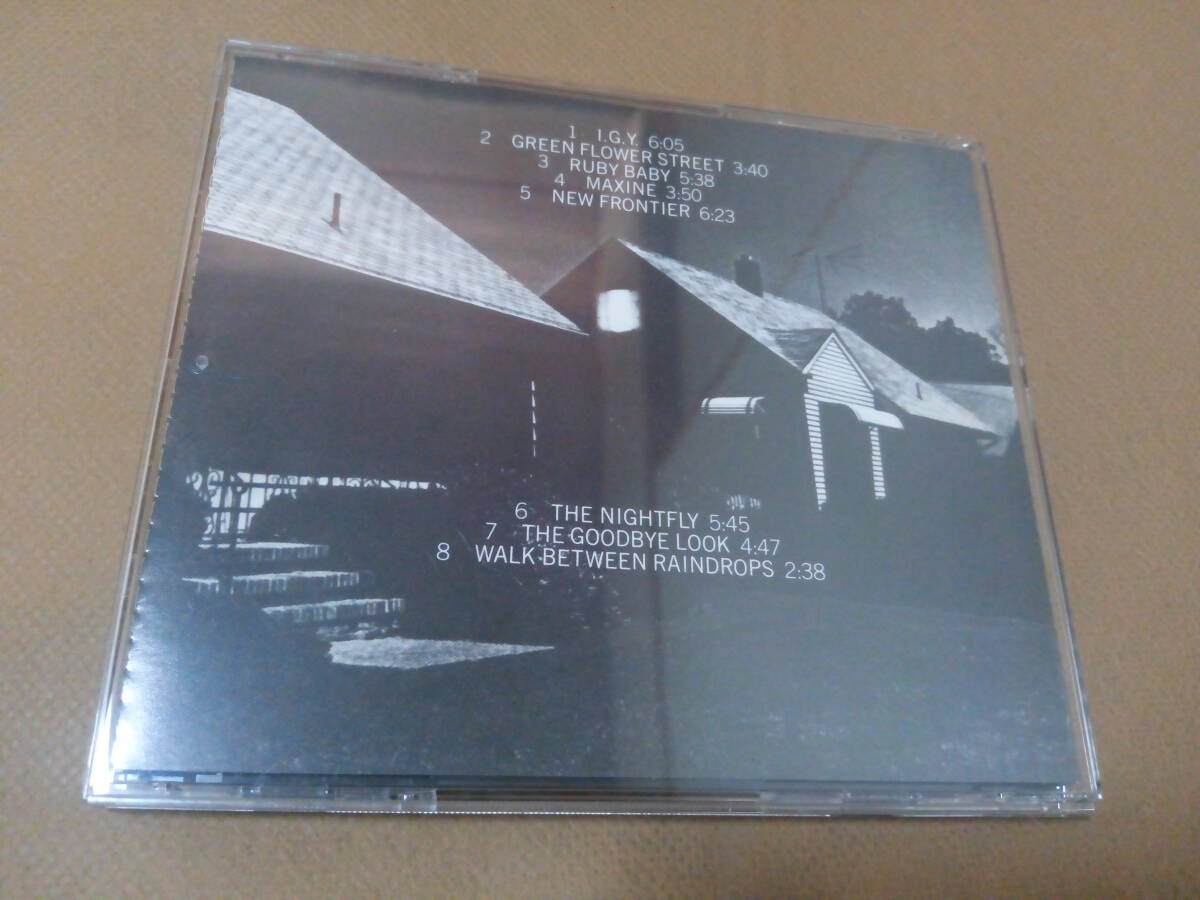 1 I.G.Y. 6:05
2 GREEN FLOWER STREET 3:40
3 RUBY BABY 5:38
4 MAXINE 3:50
5 NEW FRONTIER 6:23
6 THE NIGHTFLY 5:45
7 THE GOODBYE LOOK 4:47
8 WALK BETWEEN RAINDROPS 2:38